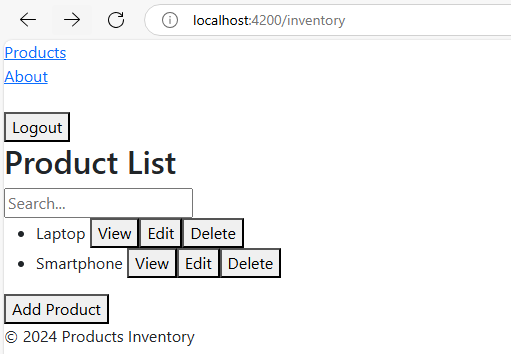 localhost:4200/inventory
Products
About
Logout
Product List
Search...
Laptop View Edit Delete
Smartphone View Edit Delete
Add Product
© 2024 Products Inventory